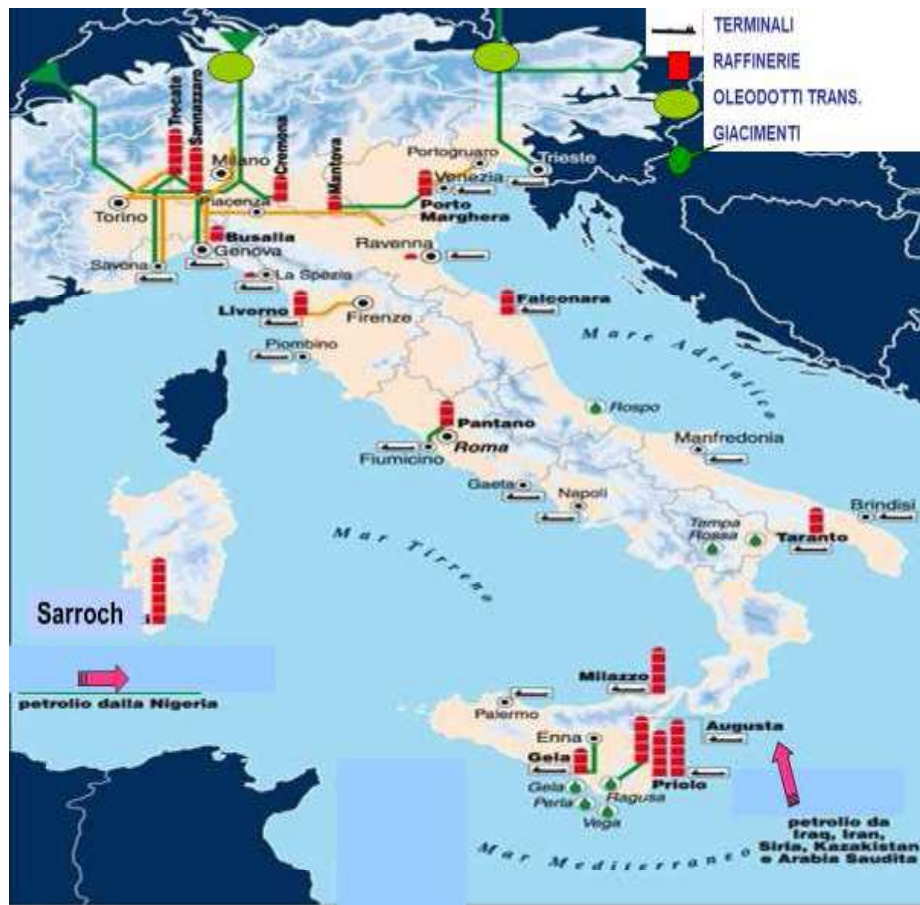 TERMINALI
RAFFINERIE
OLEODOTTI TRANS.
GIACIMENTI
Trecate
Sannazzaro
Cremona
Mantova
Milano
Portogruaro
Trieste
Venezia
Porto
Marghera
Torino
Piacenza
Busalla
Genova
Ravenna
Savona
La Spezia
Livorno
Firenze
Falconara
Piombino
Mare Adriatico
Rospo
Pantano
Roma
Fiumicino
Manfredonia
Gaeta
Napoli
Brindisi
Tempa
Rossa
Taranto
Mar Tirreno
Sarroch
petrolio dalla Nigeria
Milazzo
Palermo
Augusta
Enna
Gela
Gela
Perla
Ragusa
Vega
Priolo
petrolio da
Iraq, Iran,
Siria, Kazakistan
e Arabia Saudita
Mar Mediterraneo